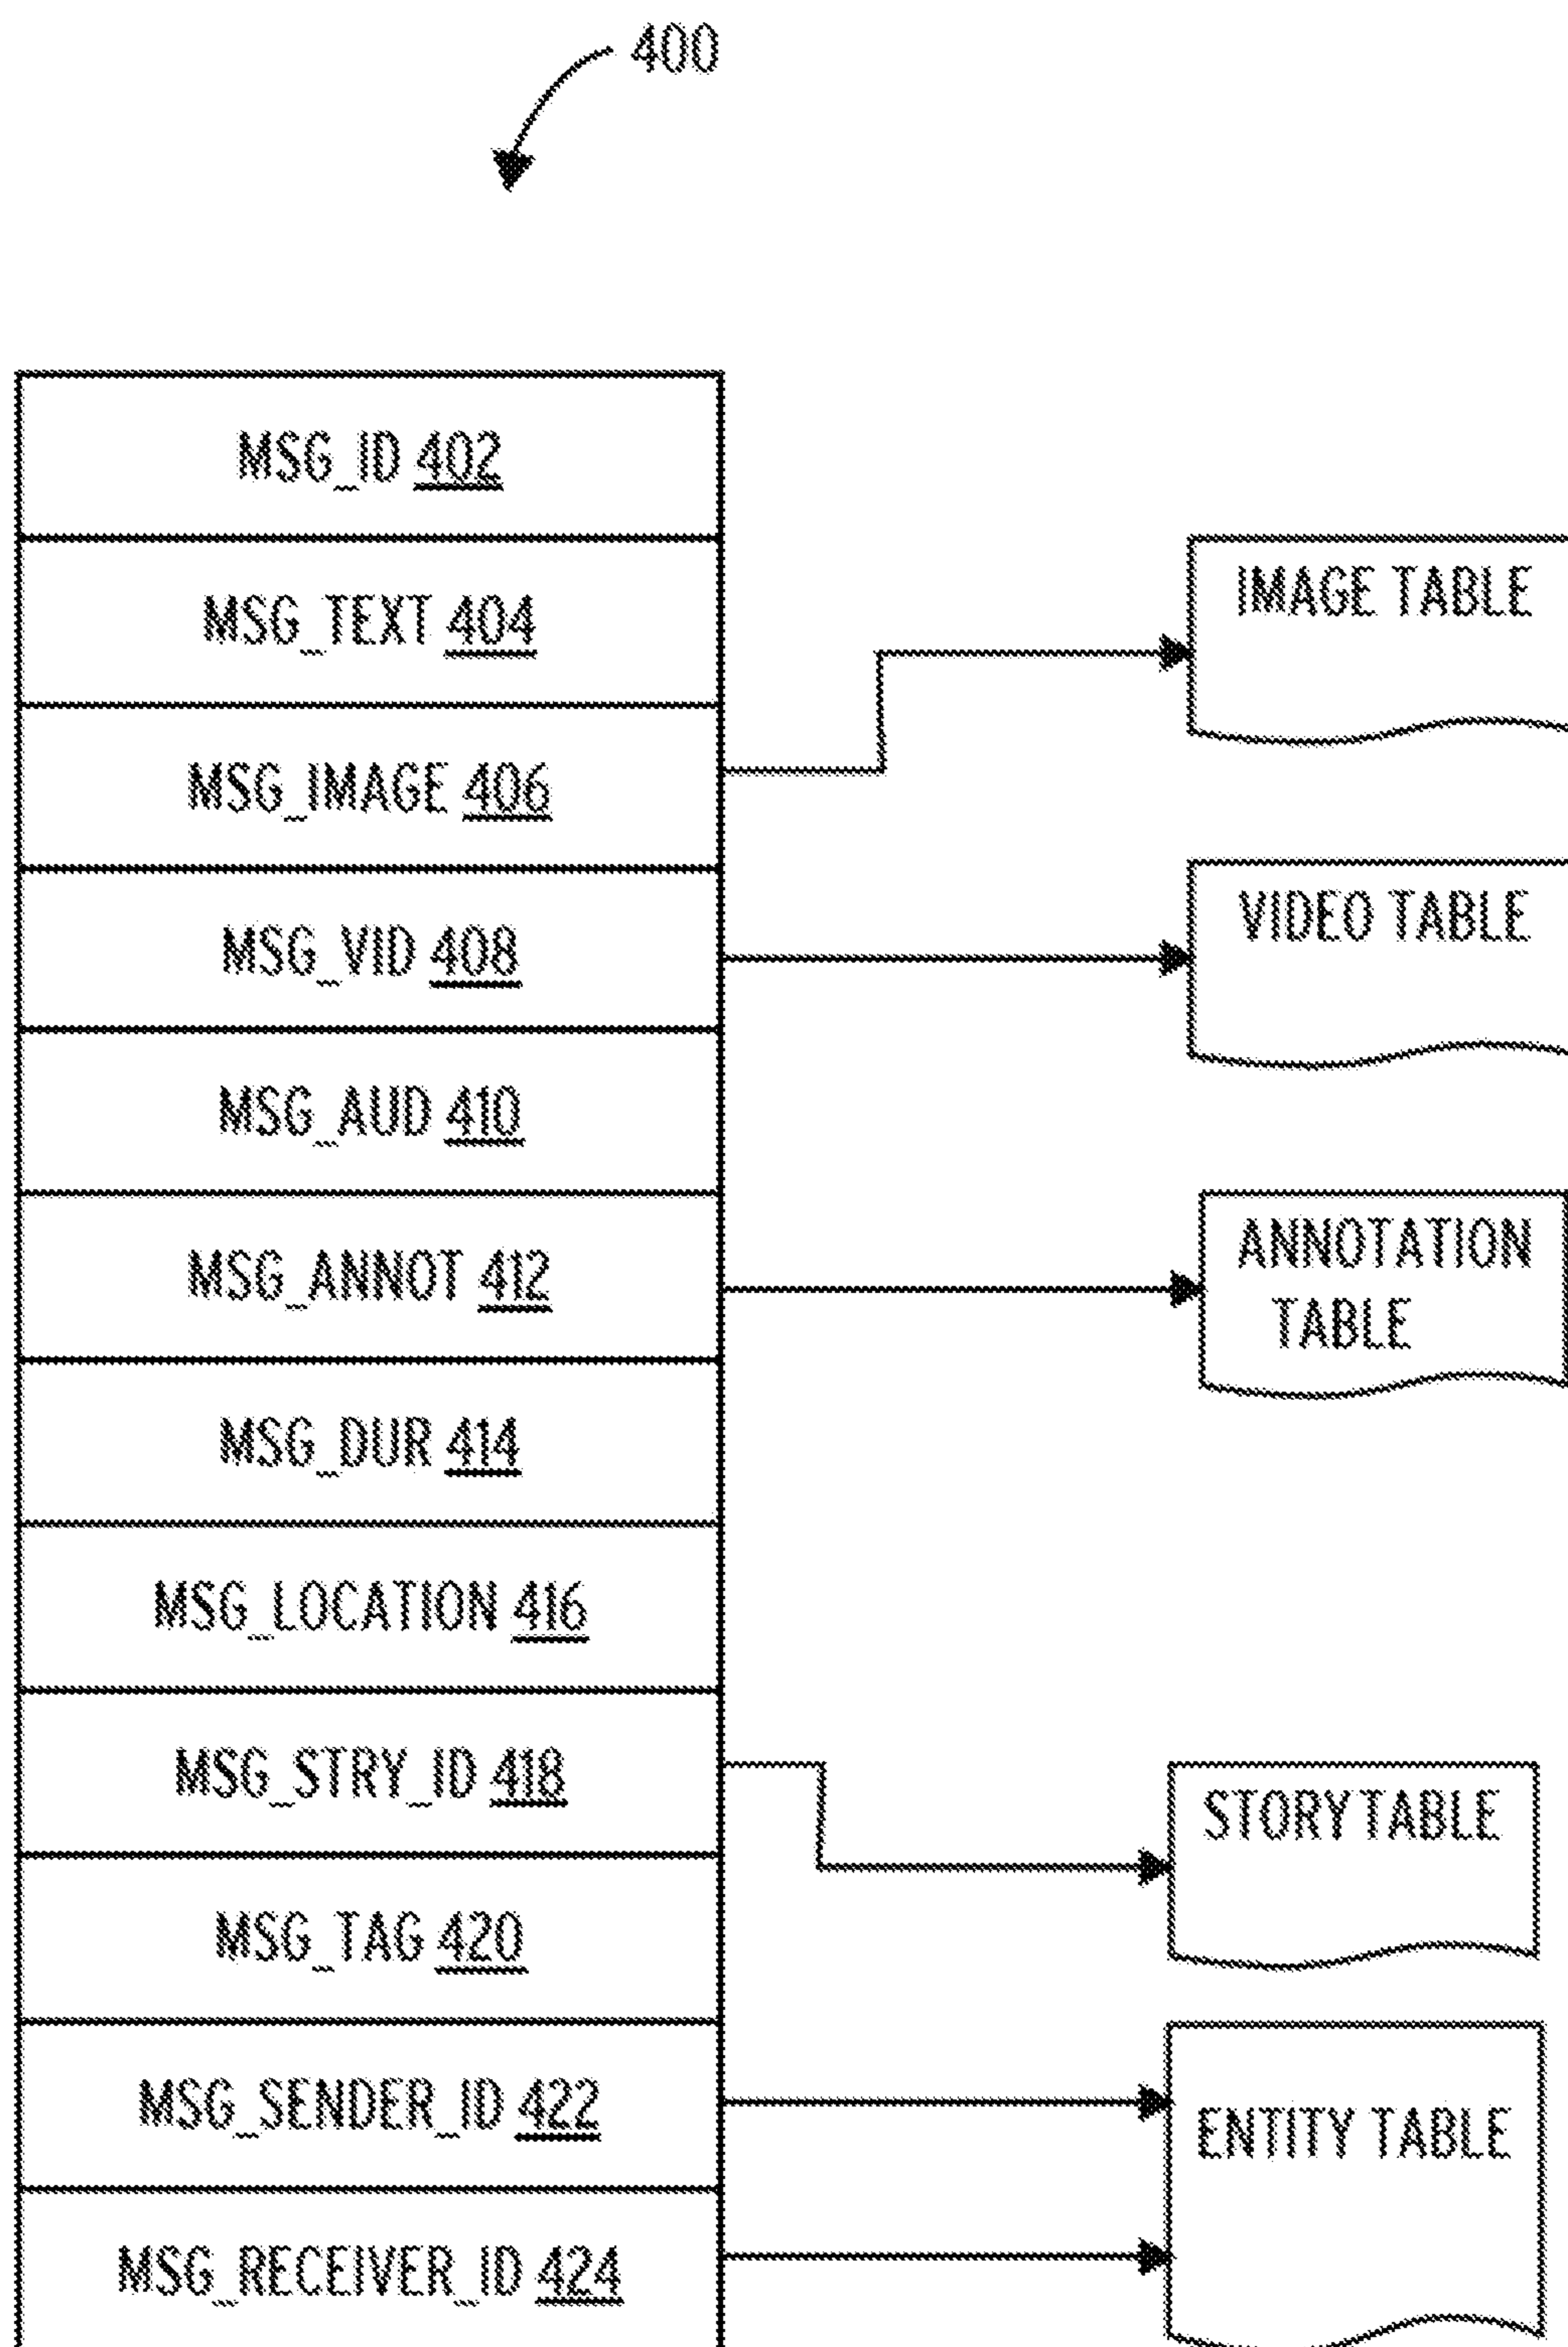 400
MSG_ID 402
MSG_TEXT 404
IMAGE TABLE
MSG_IMAGE 406
VIDEO TABLE
MSG_VID 408
MSG_AUD 410
MSG_ANNOT 412
ANNOTATION
TABLE
MSG_DUR 414
MSG_LOCATION 416
MSG_STRY_ID 418
STORY TABLE
MSG_TAG 420
MSG_SENDER_ID 422
ENTITY TABLE
MSG_RECEIVER_ID 424